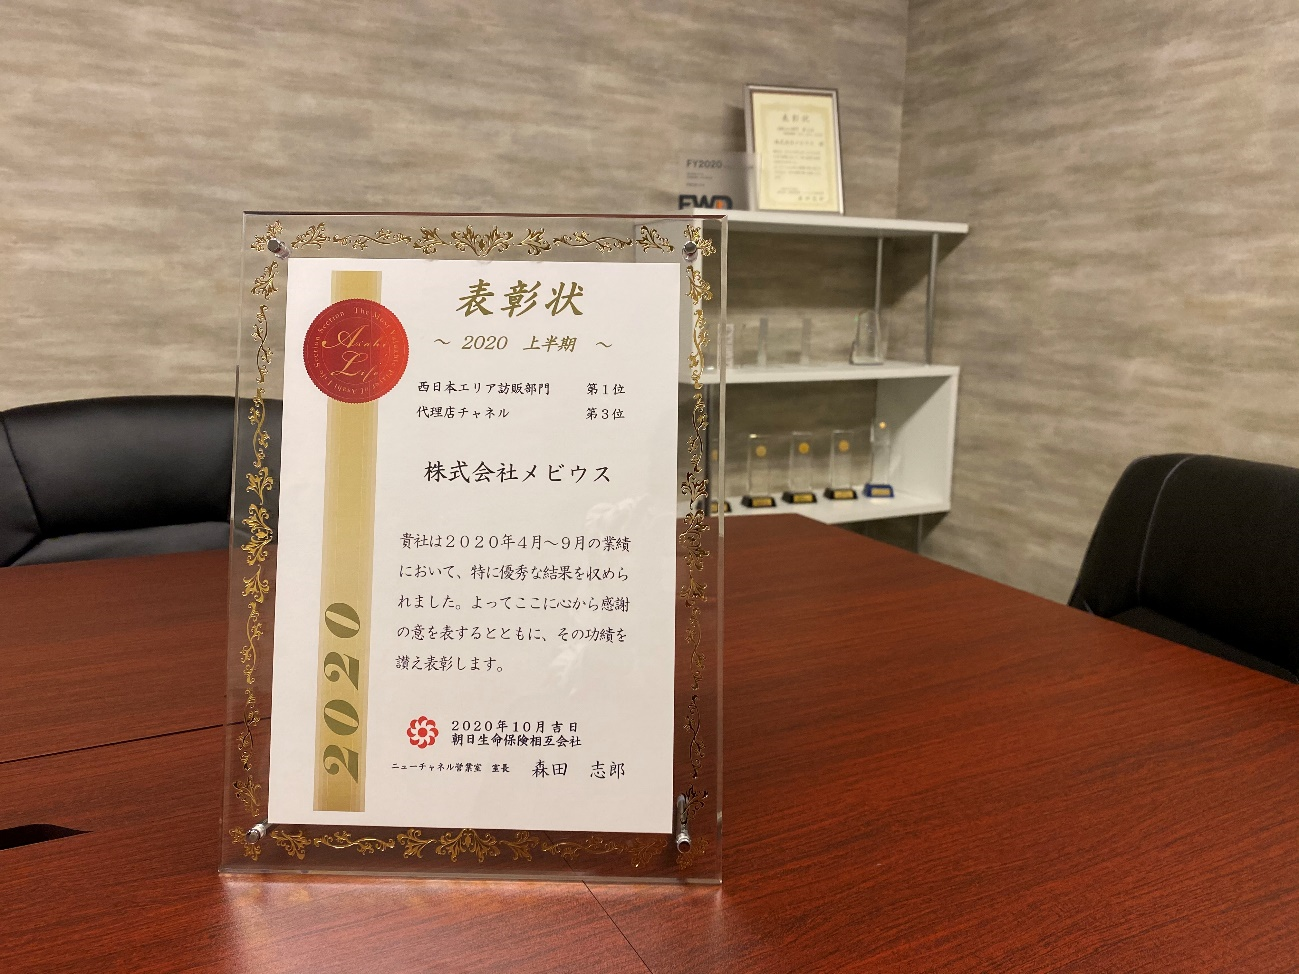 表彰状
～ 2020 上半期 ～
西日本エリア訪販部門 第1位
代理店チャネル 第3位
株式会社メビウス
貴社は2020年4月～9月の業績
において、特に優秀な結果を収めら
れました。よってここに心から感謝
の意を表するとともに、その功績を
讃え表彰します。
2020年10月吉日
朝日生命保険相互会社
ニューチャネル営業室 室長 森田 志郎
2020
Asahi
Life
FY2020
FWD
表彰状